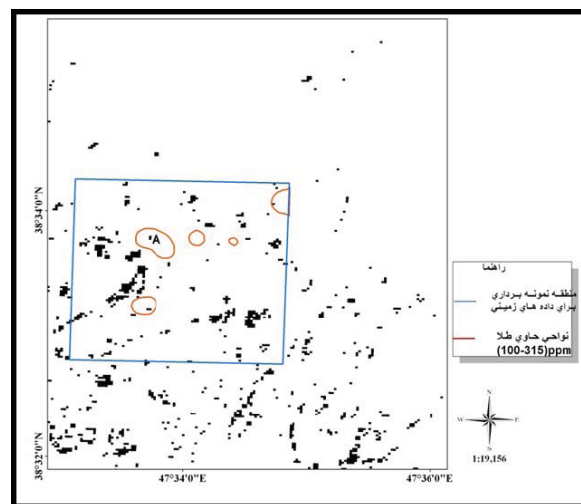 38°34'0"N
A
38°32'0"N
47°34'0"E
47°36'0"E
راهنما
منطقه نمونه برداري
براي داده هاي زميني
نواحي حاوي طلا
(100-315)ppm
N
W
E
S
1:19,156